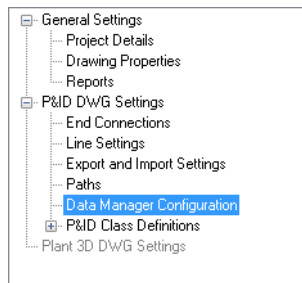 General Settings
Project Details
Drawing Properties
Reports
P&ID DWG Settings
End Connections
Line Settings
Export and Import Settings
Paths
Data Manager Configuration
P&ID Class Definitions
Plant 3D DWG Settings